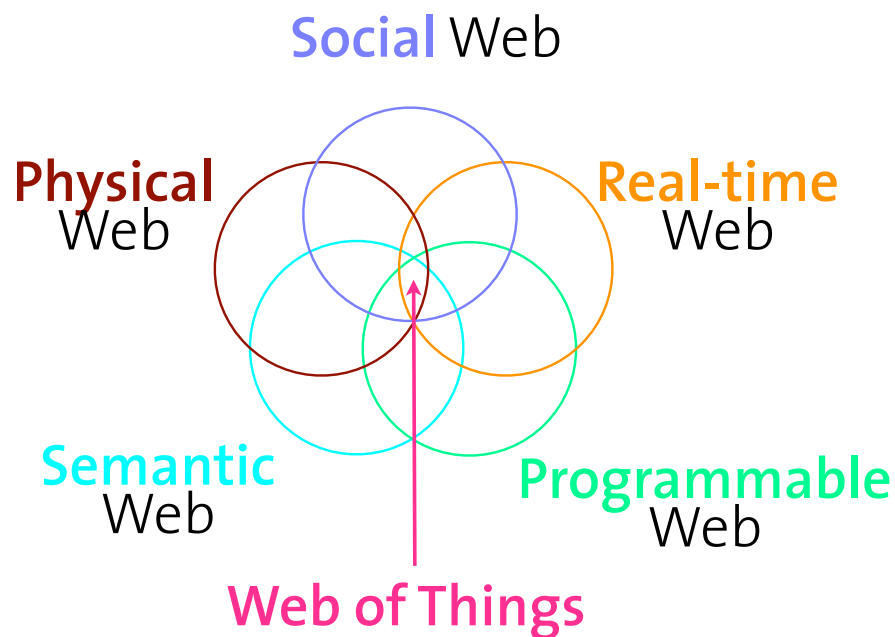 Social Web
Physical
Web
Real-time
Web
Semantic
Web
Programmable
Web
Web of Things